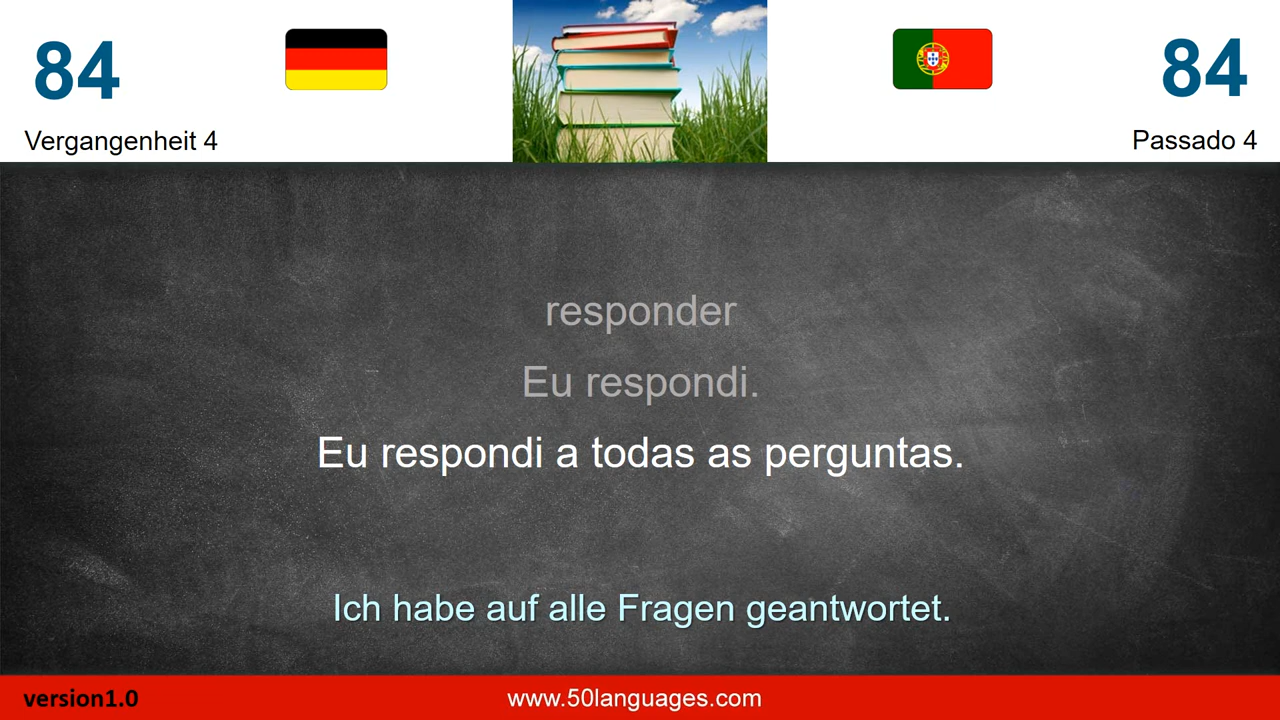 84
84
Vergangenheit 4
Passado 4
responder
Eu respondi.
Eu respondi a todas as perguntas.
Ich habe auf alle Fragen geantwortet.
version1.0
www.50languages.com